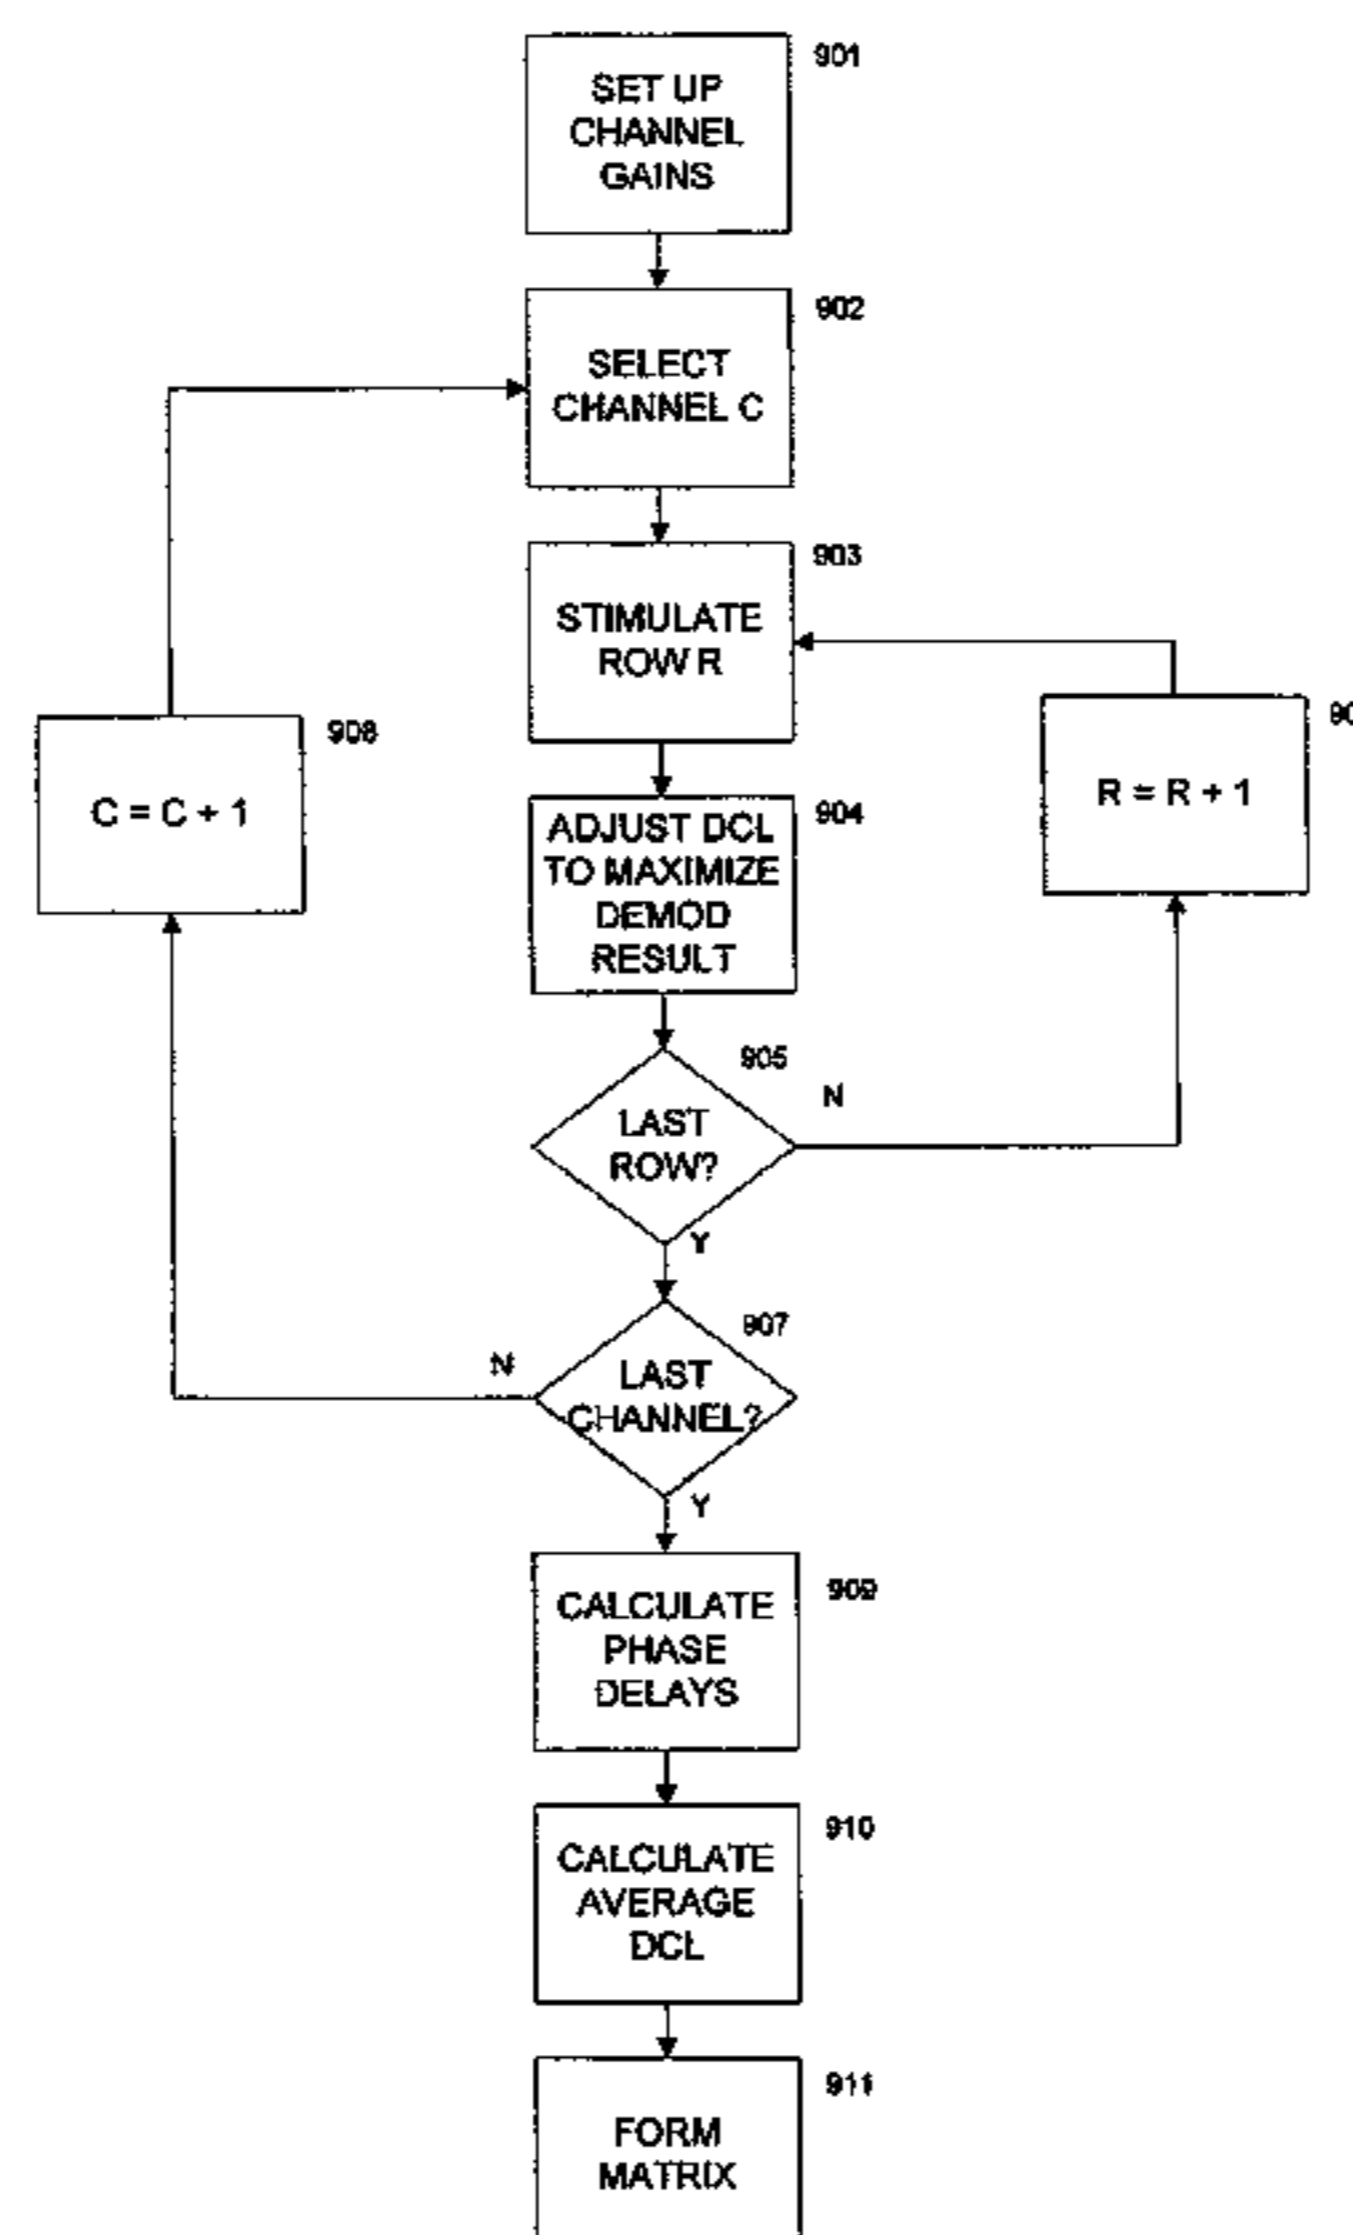 901
SET UP
CHANNEL
GAINS
902
SELECT
CHANNEL C
903
STIMULATE
ROW R
908
C = C + 1
R = R + 1
904
ADJUST DCL
TO MAXIMIZE
DEMOD
RESULT
905
LAST
ROW?
N
Y
907
LAST
CHANNEL?
N
Y
909
CALCULATE
PHASE
DELAYS
910
CALCULATE
AVERAGE
DCL
911
FORM
MATRIX